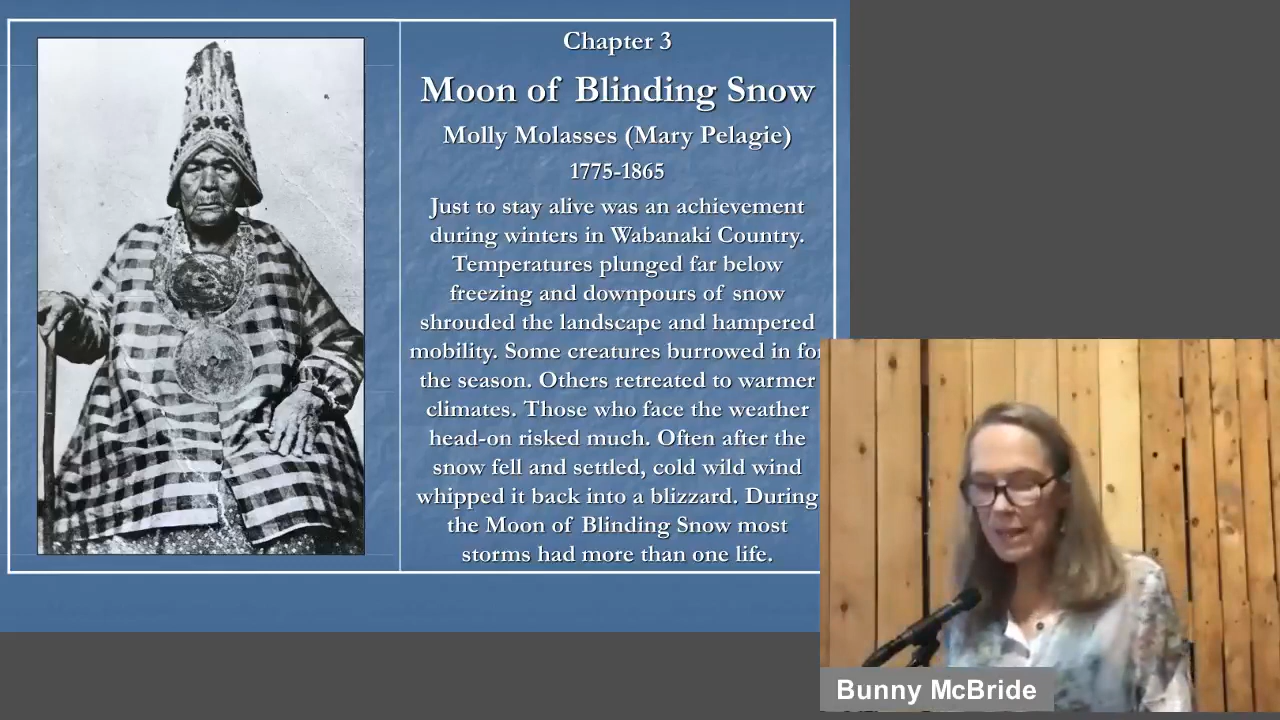 Chapter 3
Moon of Blinding Snow
Molly Molasses (Mary Pelagie)
1775-1865
Just to stay alive was an achievement
during winters in Wabanaki Country.
Temperatures plunged far below
freezing and downpours of snow
shrouded the landscape and hampered
mobility. Some creatures burrowed in for
the season. Others retreated to warmer
climates. Those who face the weather
head-on risked much. Often after the
snow fell and settled, cold wild wind
whipped it back into a blizzard. During
the Moon of Blinding Snow most
storms had more than one life.
Bunny McBride